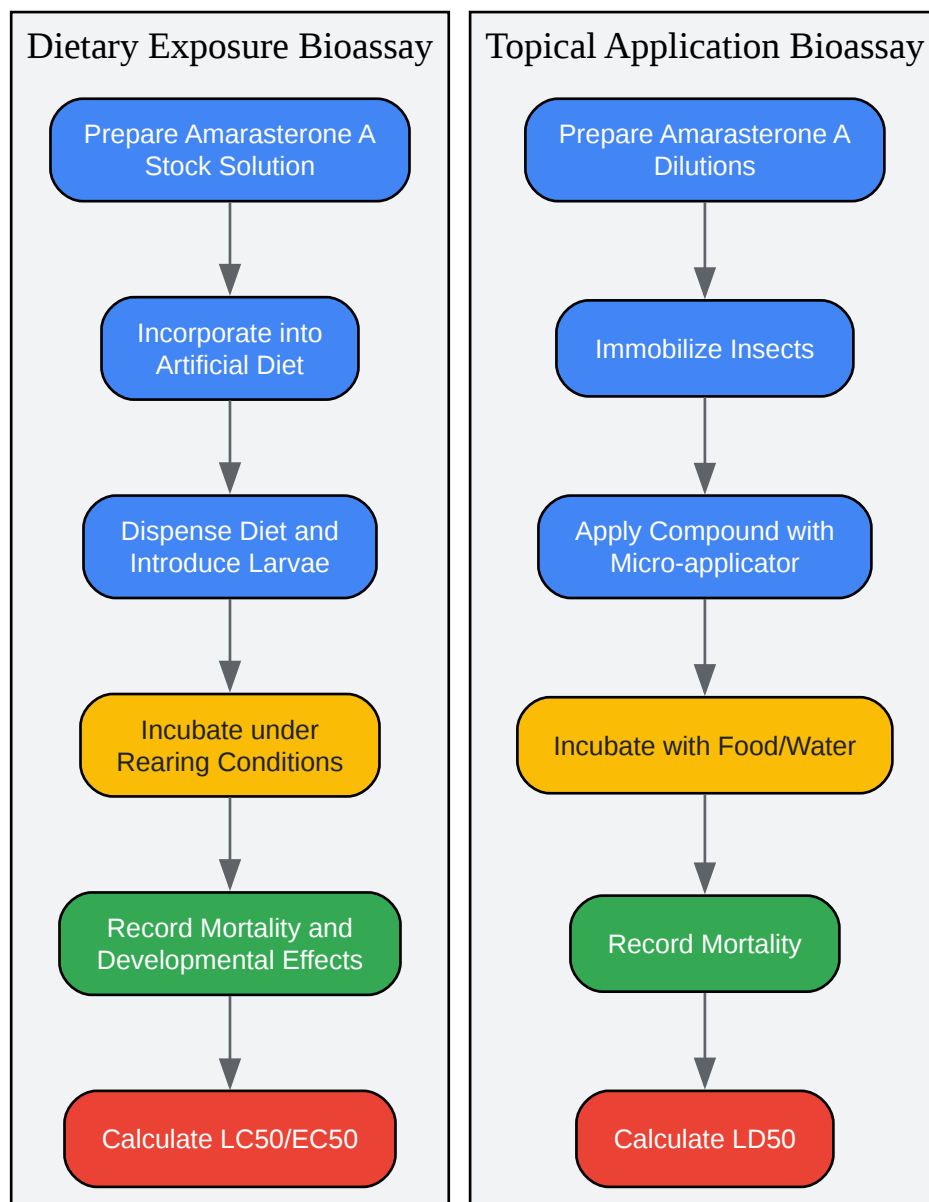 Dietary Exposure Bioassay
Prepare Amarasterone A
Stock Solution
Incorporate into
Artificial Diet
Dispense Diet and
Introduce Larvae
Incubate under
Rearing Conditions
Record Mortality and
Developmental Effects
Calculate LC50/EC50
Topical Application Bioassay
Prepare Amarasterone A
Dilutions
Immobilize Insects
Apply Compound with
Micro-applicator
Incubate with Food/Water
Record Mortality
Calculate LD50